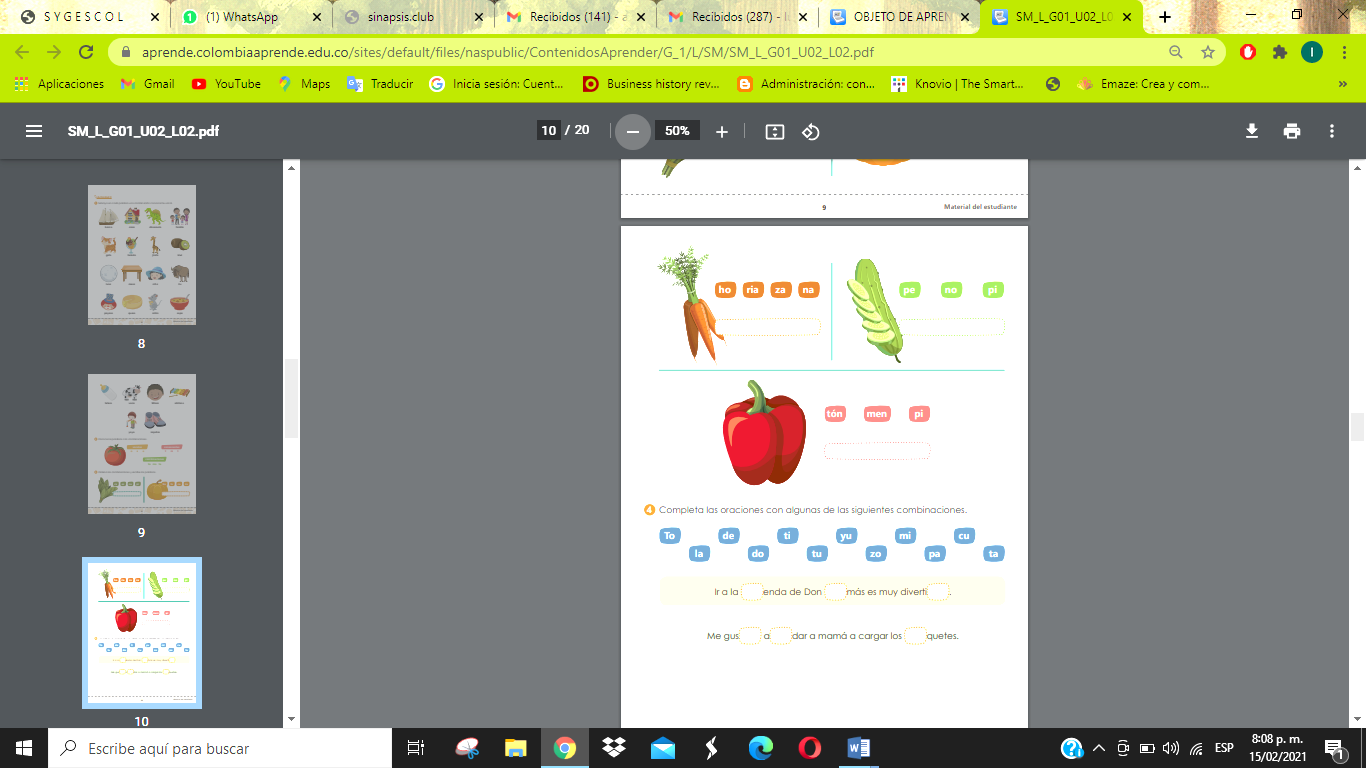 S Y G E S C O L
(1) WhatsApp
sinapsis.club
Recibidos (141) - a
Recibidos (287) - l
OBJETO DE APREN
SM_L_G01_U02_L0
aprende.colombiaaprende.edu.co/sites/default/files/naspublic/ContenidosAprender/G_1/L/SM/SM_L_G01_U02_L02.pdf
Aplicaciones Gmail YouTube Maps Traducir Inicia sesión: Cuent... Business history rev... Administración: con... Knovio | The Smart... Emaze: Crea y com... »
SM_L_G01_U02_L02.pdf
10 / 20
50%
8
9
10
9 Material del estudiante
ho ria za na
pe no pi
tón men pi
4 Completa las oraciones con algunas de las siguientes combinaciones.
To de ti yu mi cu
la do tu zo pa ta
Ir a la enda de Don más es muy diverti .
Me gus a dar a mamá a cargar los quetes.
Escribe aquí para buscar
ESP
8:08 p. m.
15/02/2021
1